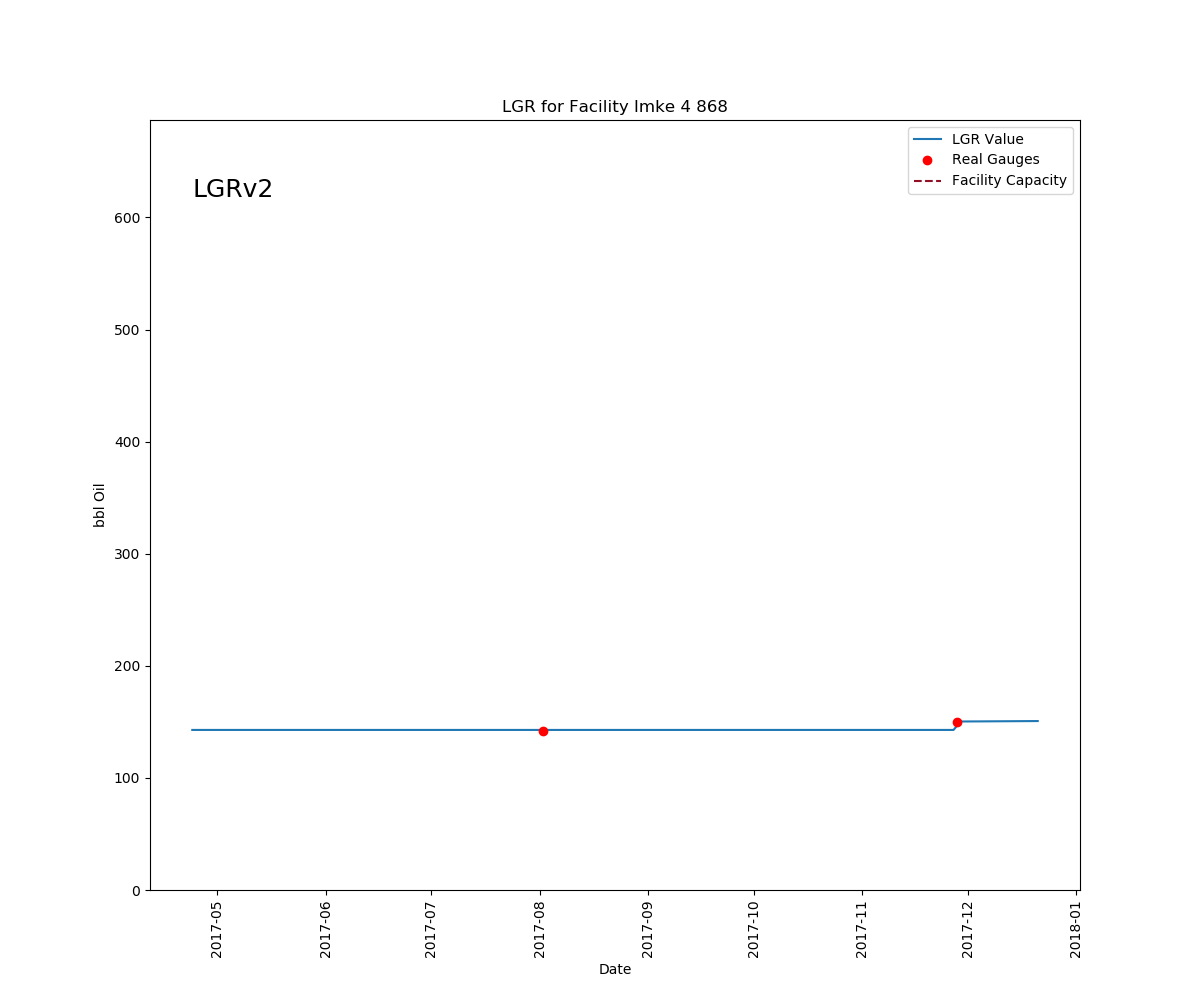 LGR for Facility Imke 4 868
LGRv2
LGR Value
Real Gauges
Facility Capacity
bbl Oil
600
500
400
300
200
100
0
2017-05
2017-06
2017-07
2017-08
2017-09
2017-10
2017-11
2017-12
2018-01
Date